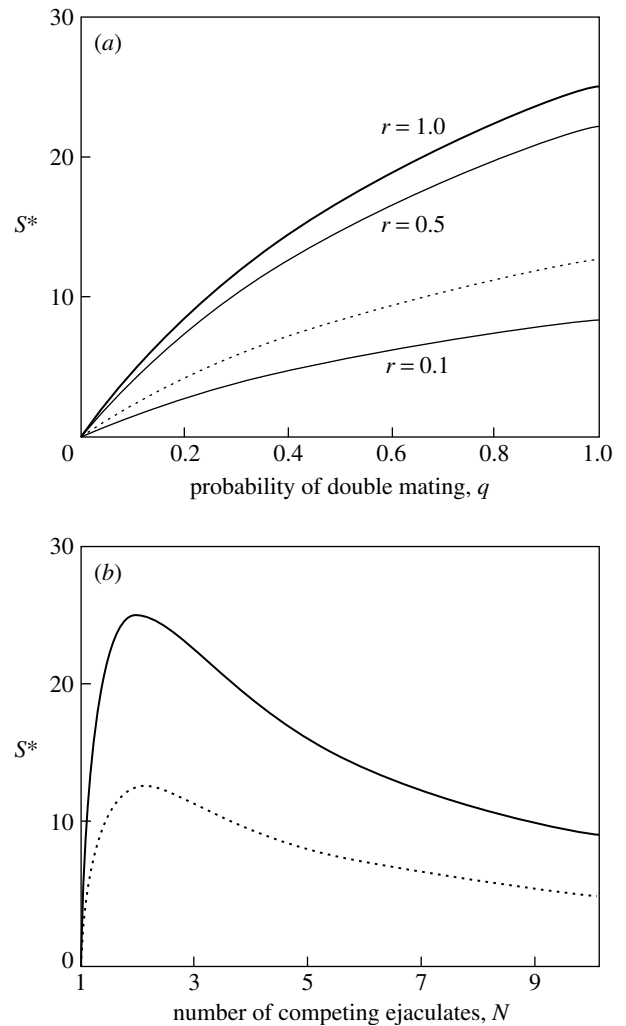 30
(a)
r = 1.0
20
S*
r = 0.5
10
r = 0.1
0
0.2
0.4
0.6
0.8
1.0
probability of double mating, q
30
(b)
20
S*
10
0
1
3
5
7
9
number of competing ejaculates, N